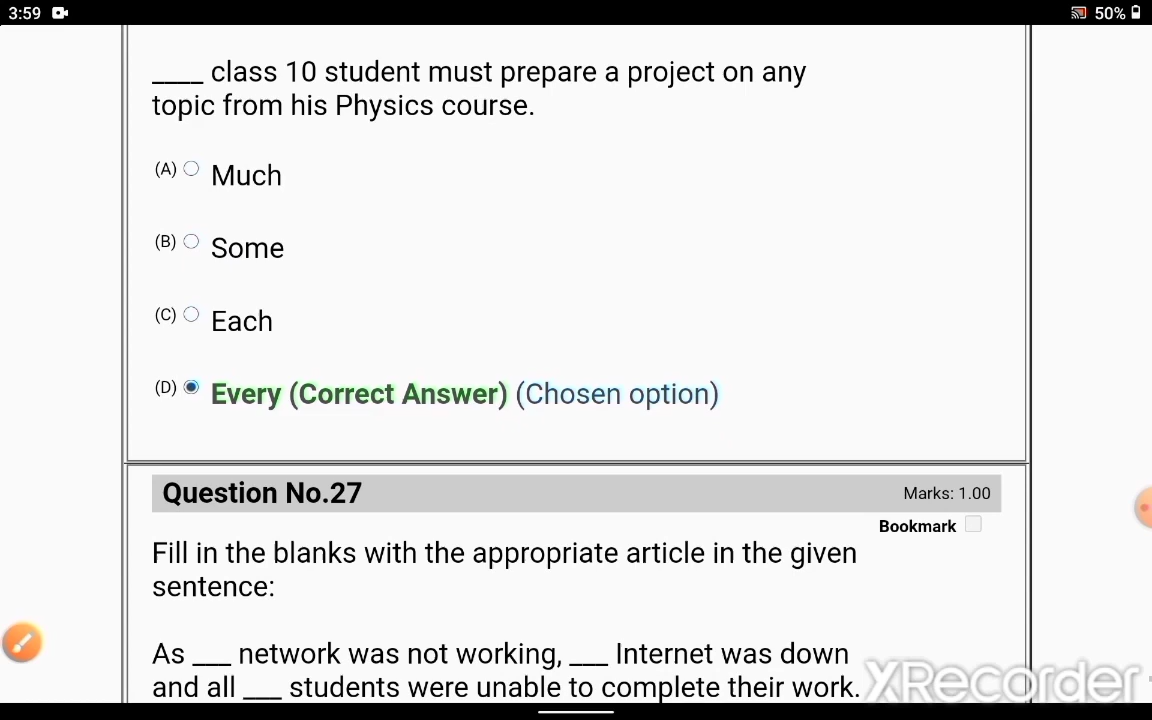 3:59
50%
____ class 10 student must prepare a project on any
topic from his Physics course.
(A) Much
(B) Some
(C) Each
(D) Every (Correct Answer) (Chosen option)
Question No.27
Marks: 1.00
Bookmark
Fill in the blanks with the appropriate article in the given
sentence:
As ___ network was not working, ___ Internet was down
and all ___ students were unable to complete their work.
XRecorder